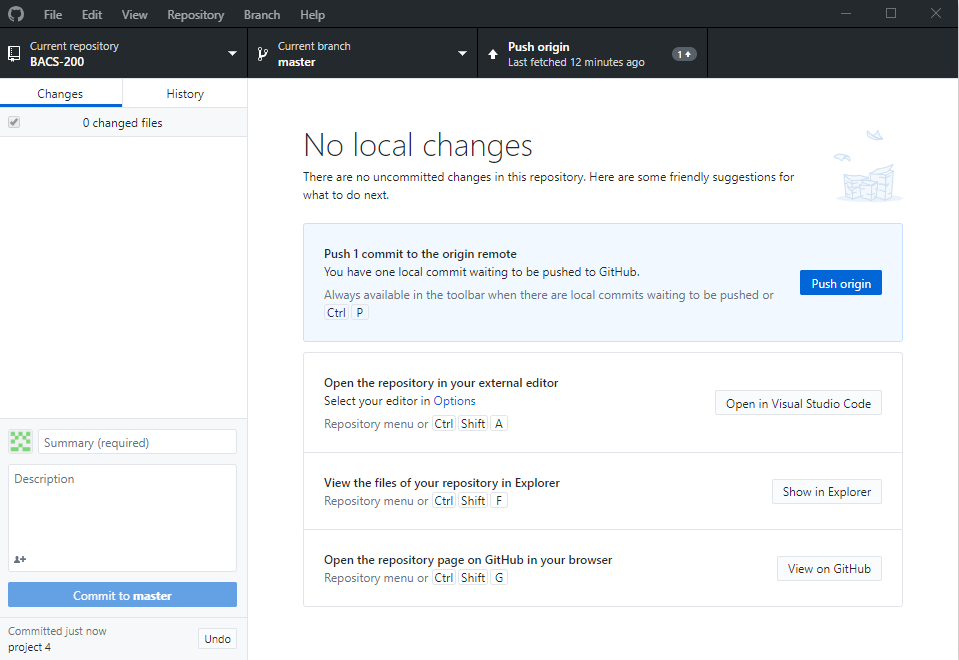 File Edit View Repository Branch Help
Current repository
BACS-200
Current branch
master
Push origin
Last fetched 12 minutes ago
1
Changes History
0 changed files
No local changes
There are no uncommitted changes in this repository. Here are some friendly suggestions for
what to do next.
Push 1 commit to the origin remote
You have one local commit waiting to be pushed to GitHub.
Always available in the toolbar when there are local commits waiting to be pushed or
Ctrl P
Push origin
Open the repository in your external editor
Select your editor in Options
Repository menu or Ctrl Shift A
Open in Visual Studio Code
View the files of your repository in Explorer
Repository menu or Ctrl Shift F
Show in Explorer
Open the repository page on GitHub in your browser
Repository menu or Ctrl Shift G
View on GitHub
Summary (required)
Description
Commit to master
Committed just now
project 4
Undo